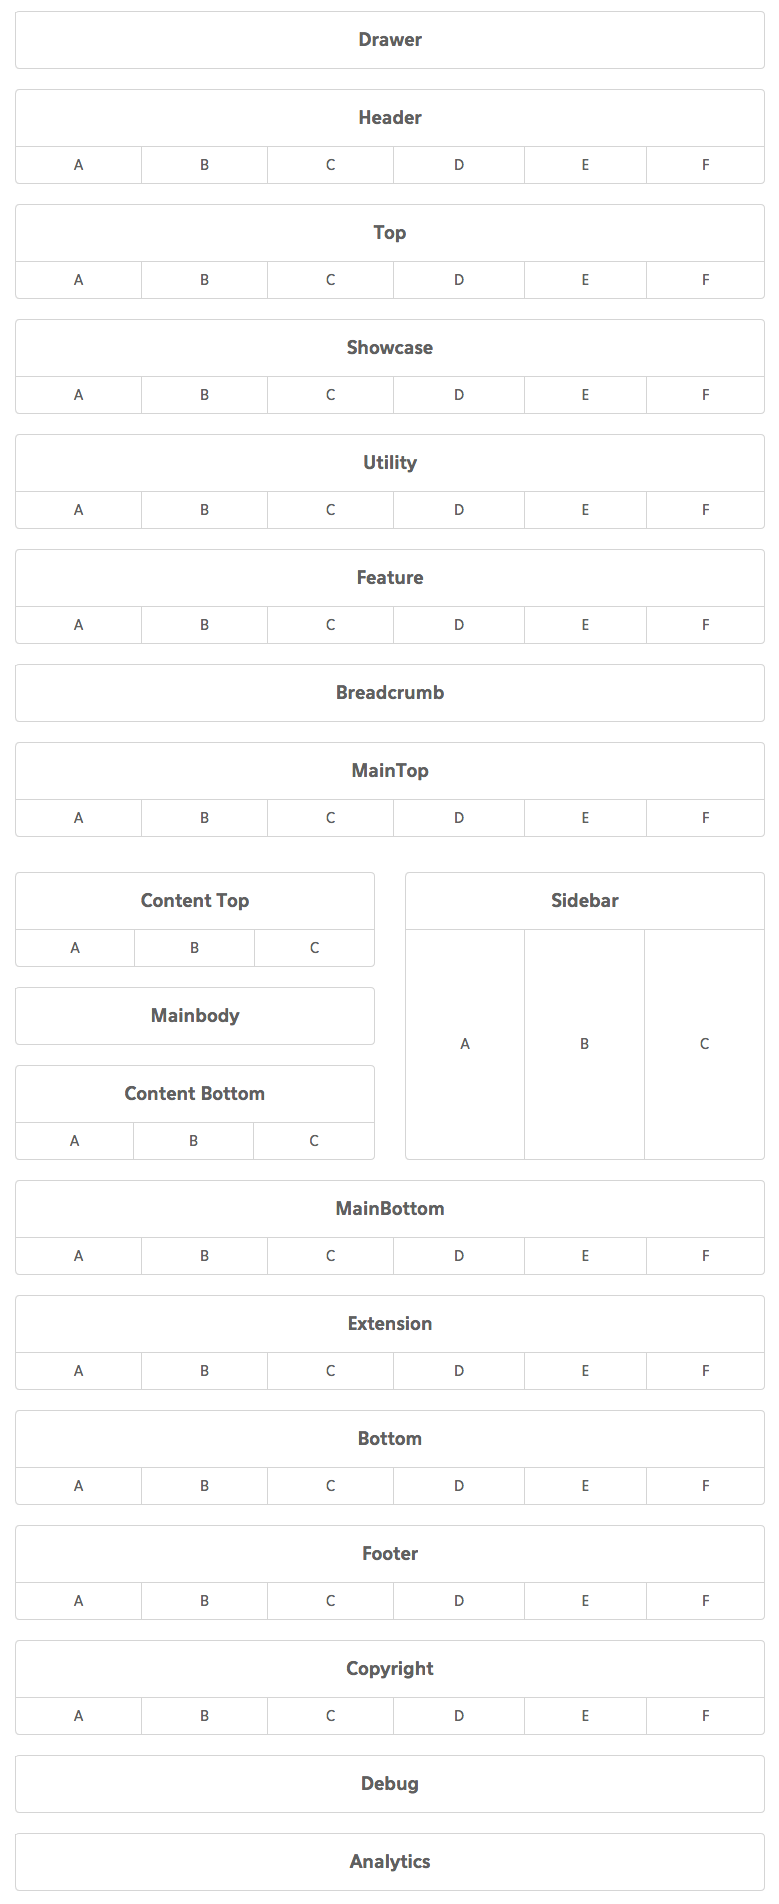 Drawer
Header
A B C D E F
Top
A B C D E F
Showcase
A B C D E F
Utility
A B C D E F
Feature
A B C D E F
Breadcrumb
MainTop
A B C D E F
Content Top
A B C
Mainbody
Content Bottom
A B C
Sidebar
A B C
MainBottom
A B C D E F
Extension
A B C D E F
Bottom
A B C D E F
Footer
A B C D E F
Copyright
A B C D E F
Debug
Analytics